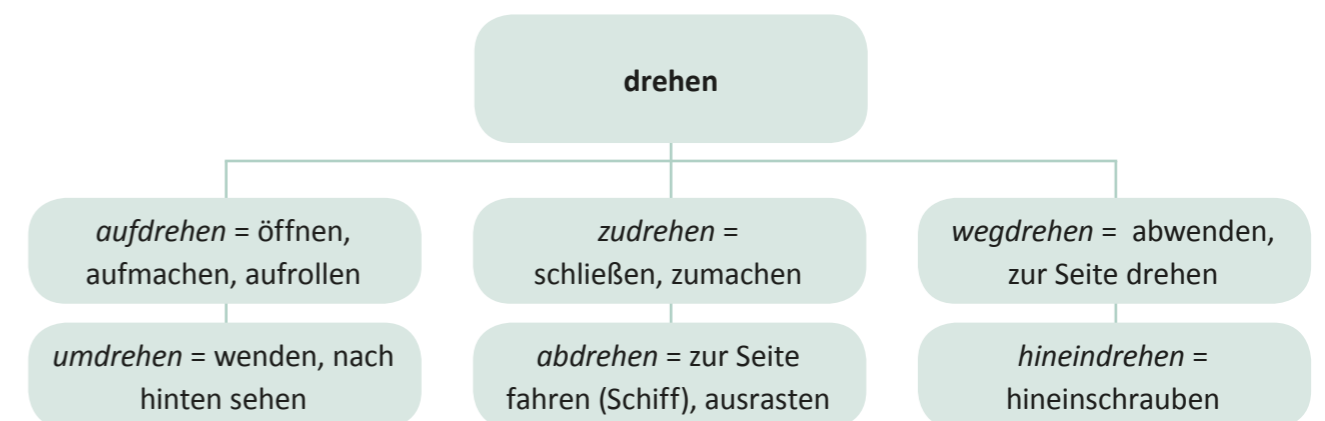 drehen
aufdrehen = öffnen,
aufmachen, aufrollen
zudrehen =
schließen, zumachen
wegdrehen = abwenden,
zur Seite drehen
umdrehen = wenden, nach
hinten sehen
abdrehen = zur Seite
fahren (Schiff), ausrasten
hineindrehen =
hineinschrauben